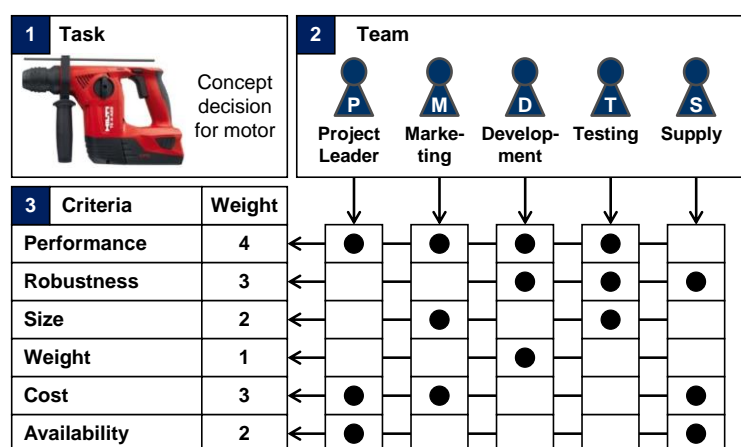 1 Task
Concept
decision
for motor
HILTI
2 Team
P M D T S
Project Marke- Develop- Testing Supply
Leader ting ment
3 Criteria Weight
Performance 4
Robustness 3
Size 2
Weight 1
Cost 3
Availability 2